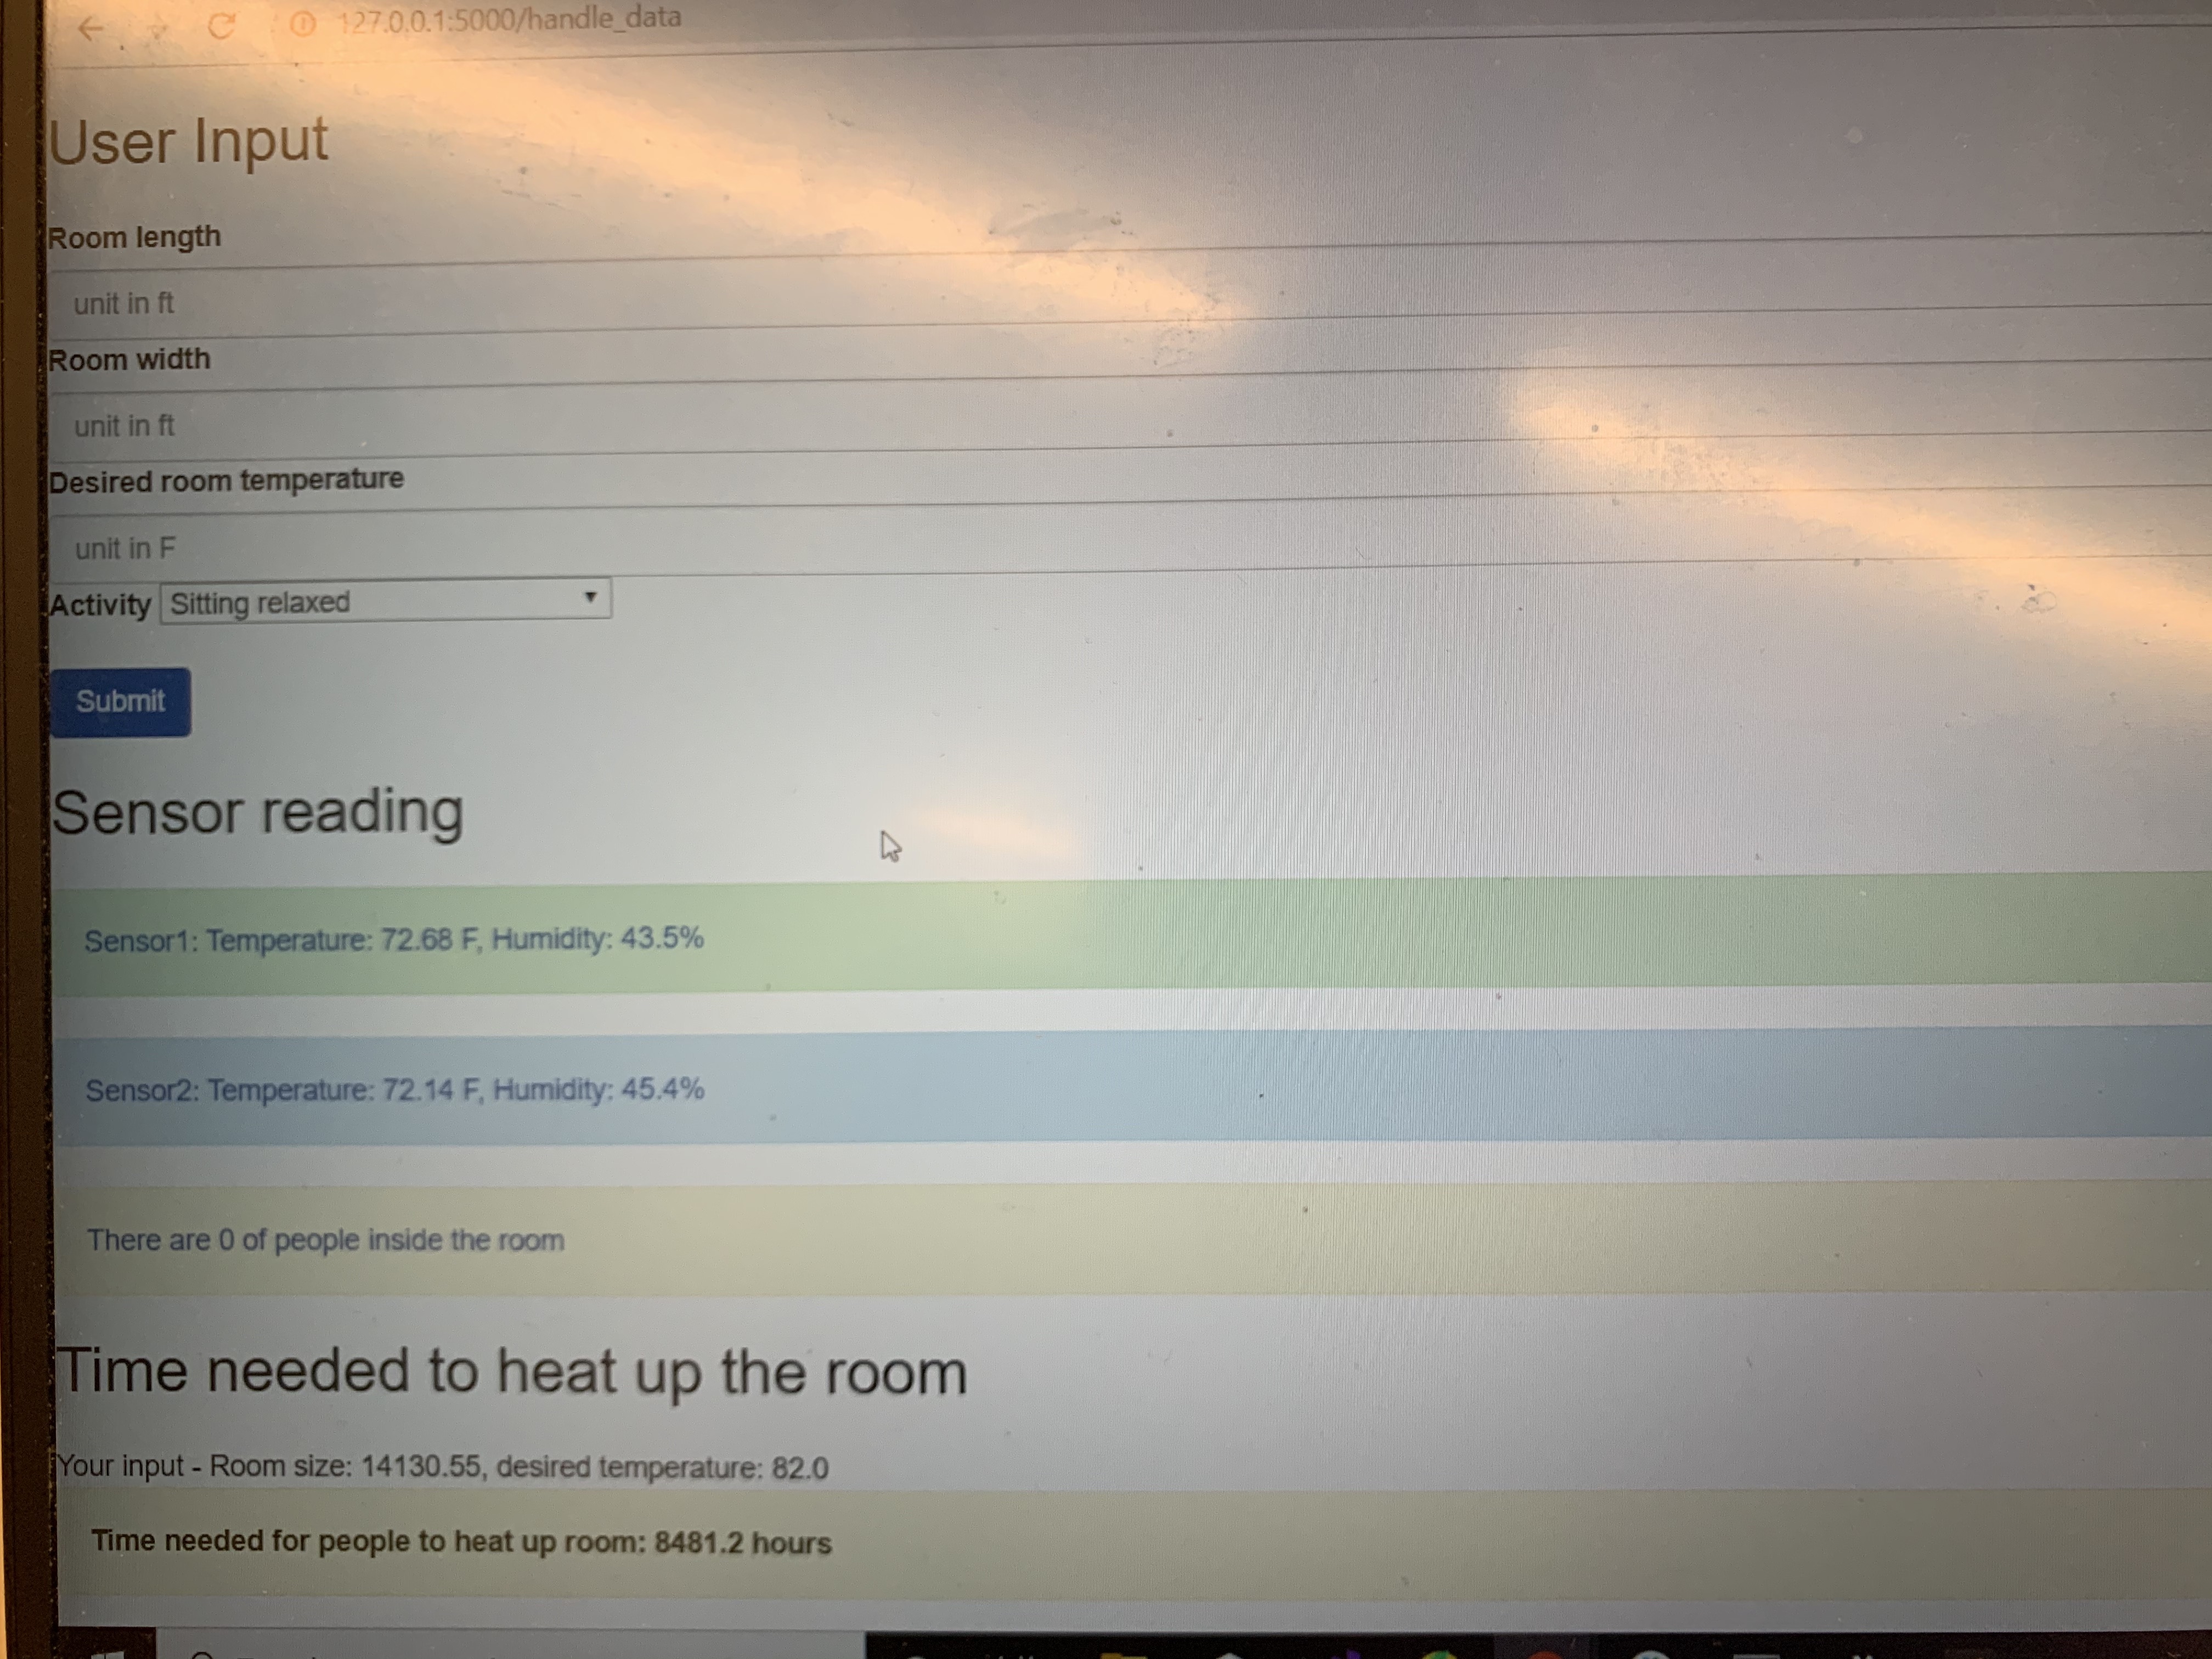 127.0.0.1:5000/handle_data
User Input
Room length
unit in ft
Room width
unit in ft
Desired room temperature
unit in F
Activity Sitting relaxed
Submit
Sensor reading
Sensor1: Temperature: 72.68 F, Humidity: 43.5%
Sensor2: Temperature: 72.14 F, Humidity: 45.4%
There are 0 of people inside the room
Time needed to heat up the room
Your input - Room size: 14130.55, desired temperature: 82.0
Time needed for people to heat up room: 8481.2 hours